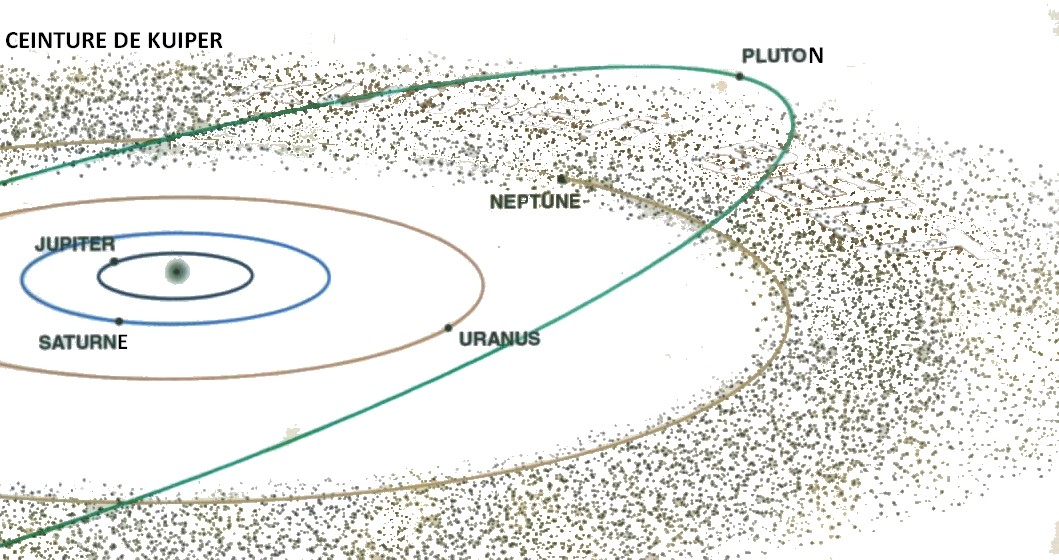 CEINTURE DE KUIPER
PLUTON
NEPTUNE
JUPITER
SATURNE
URANUS